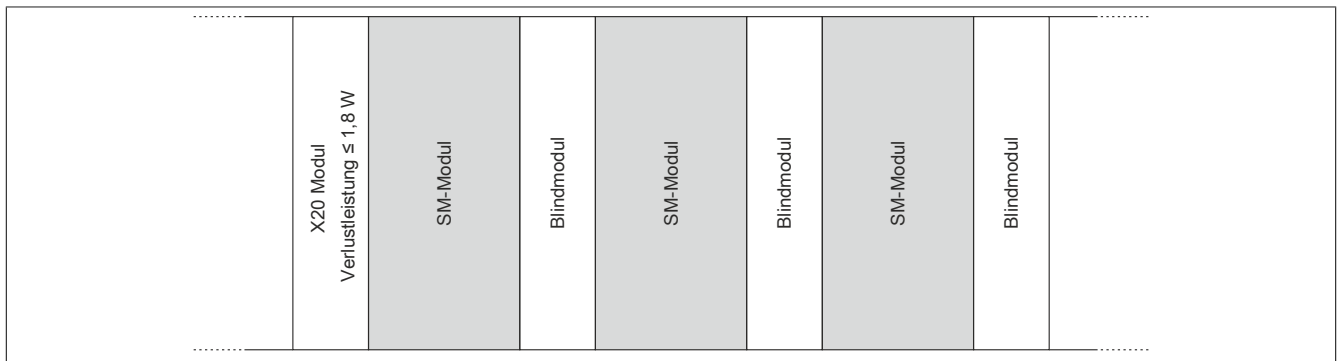 X20 Modul
Verlustleistung ≤ 1,8 W
SM-Modul
Blindmodul
SM-Modul
Blindmodul
SM-Modul
Blindmodul